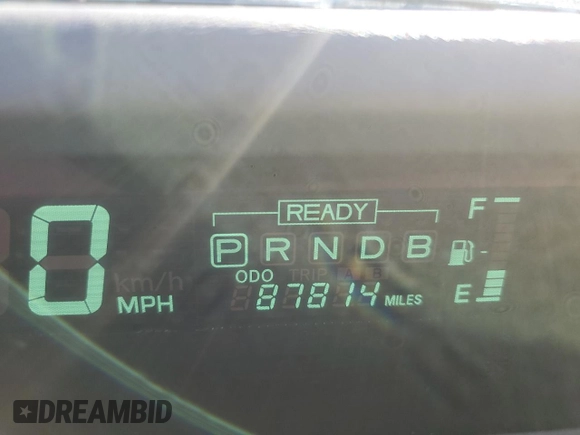 READY
F
0
P R N D B
km/h
ODO TRIP
MPH
87814 MILES
E
DREAMBID